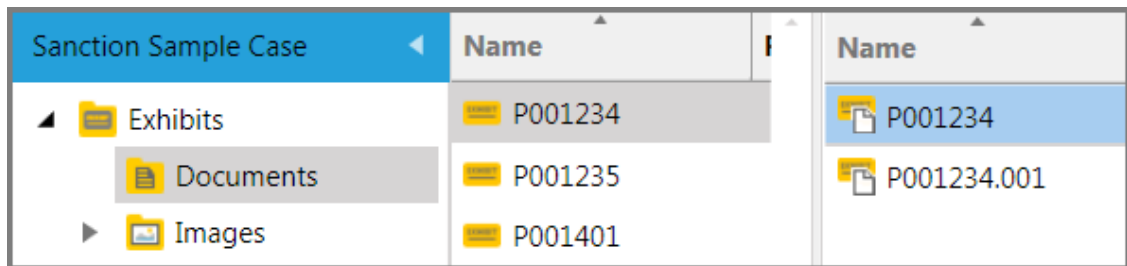 Sanction Sample Case
Exhibits
Documents
Images
Name
P001234
P001235
P001401
Name
P001234
P001234.001